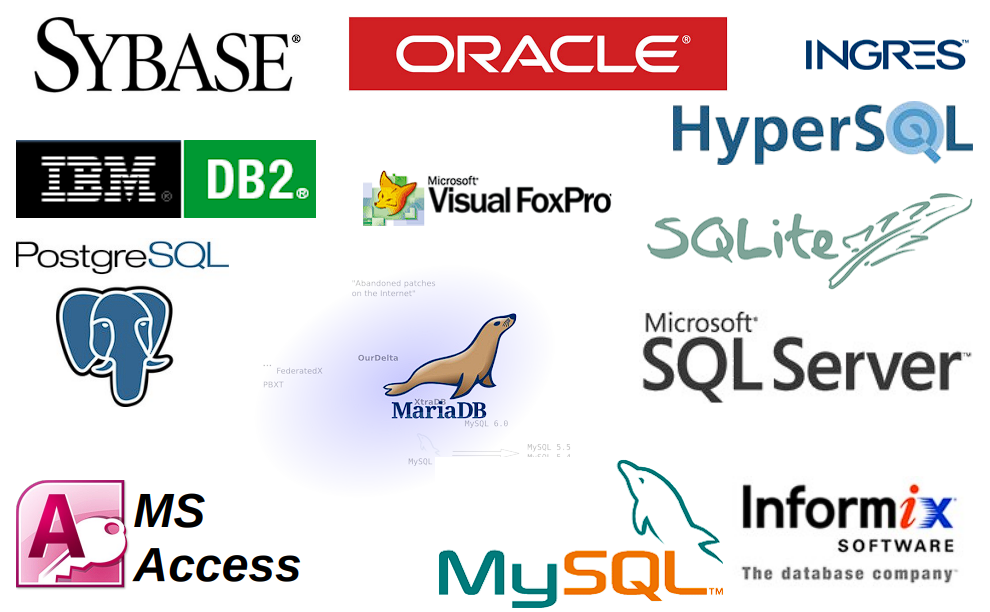 SYBASE®
ORACLE®
INGRES™
HyperSQL
IBM®
DB2®
Microsoft®
Visual FoxPro
SQLite
PostgreSQL
"Abandoned patches
on the Internet"
Microsoft®
SQL Server™
OurDelta
... FederatedX
PBXT
XtraDB
MariaDB
MySQL 6.0
MySQL 5.5
MySQL 5.4
MySQL
A
MS
Access
MySQL™
Informix
SOFTWARE
The database company™